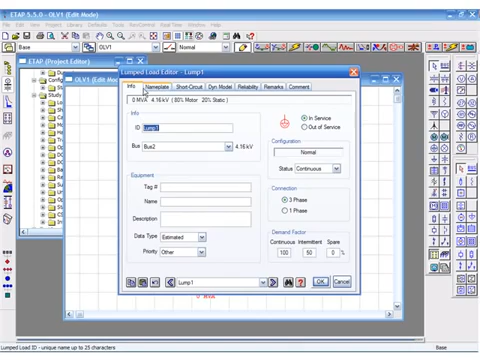 ETAP 5.5.0 - OLV1 (Edit Mode)
File Edit View Project Library Defaults Tools RevControl Real-Time Window Help
Base OLV1 Normal
ETAP (Project Editor)
OLV1 (Edit Mode)
Lumped Load Editor - Lump1
Info Nameplate Short-Circuit Dyn Model Reliability Remarks Comment
0 MVA 4.16 kV ( 80% Motor 20% Static )
Info
ID Lump1
Bus Bus2 4.16 kV
In Service
Out of Service
Configuration
Normal
Status Continuous
Equipment
Tag #
Name
Description
Data Type Estimated
Priority Other
Connection
3 Phase
1 Phase
Demand Factor
Continuous Intermittent Spare
100 50 0 %
Lump1 OK Cancel
0 MVA
Lumped Load ID - unique name up to 25 characters Base